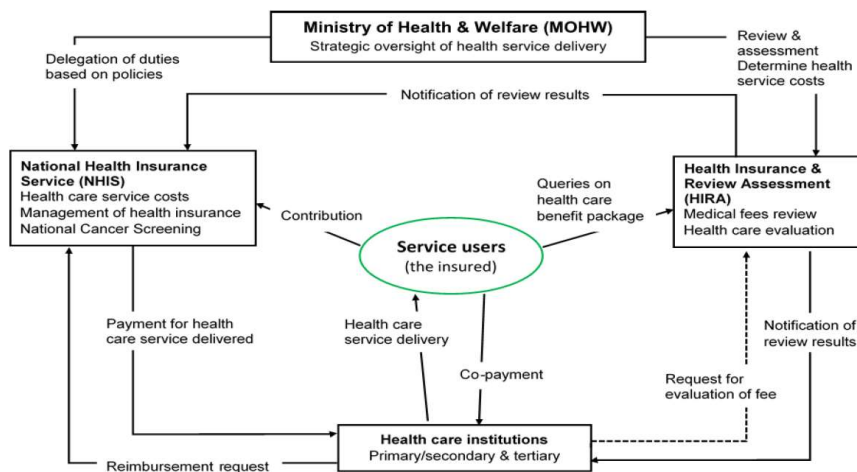 Ministry of Health & Welfare (MOHW)
Strategic oversight of health service delivery
Delegation of duties
based on policies
Review &
assessment
Determine health
service costs
Notification of review results
National Health Insurance
Service (NHIS)
Health care service costs
Management of health insurance
National Cancer Screening
Contribution
Queries on
health care
benefit package
Health Insurance &
Review Assessment
(HIRA)
Medical fees review
Health care evaluation
Service users
(the insured)
Payment for health
care service delivered
Health care
service delivery
Co-payment
Notification of
review results
Request for
evaluation of fee
Health care institutions
Primary/secondary & tertiary
Reimbursement request